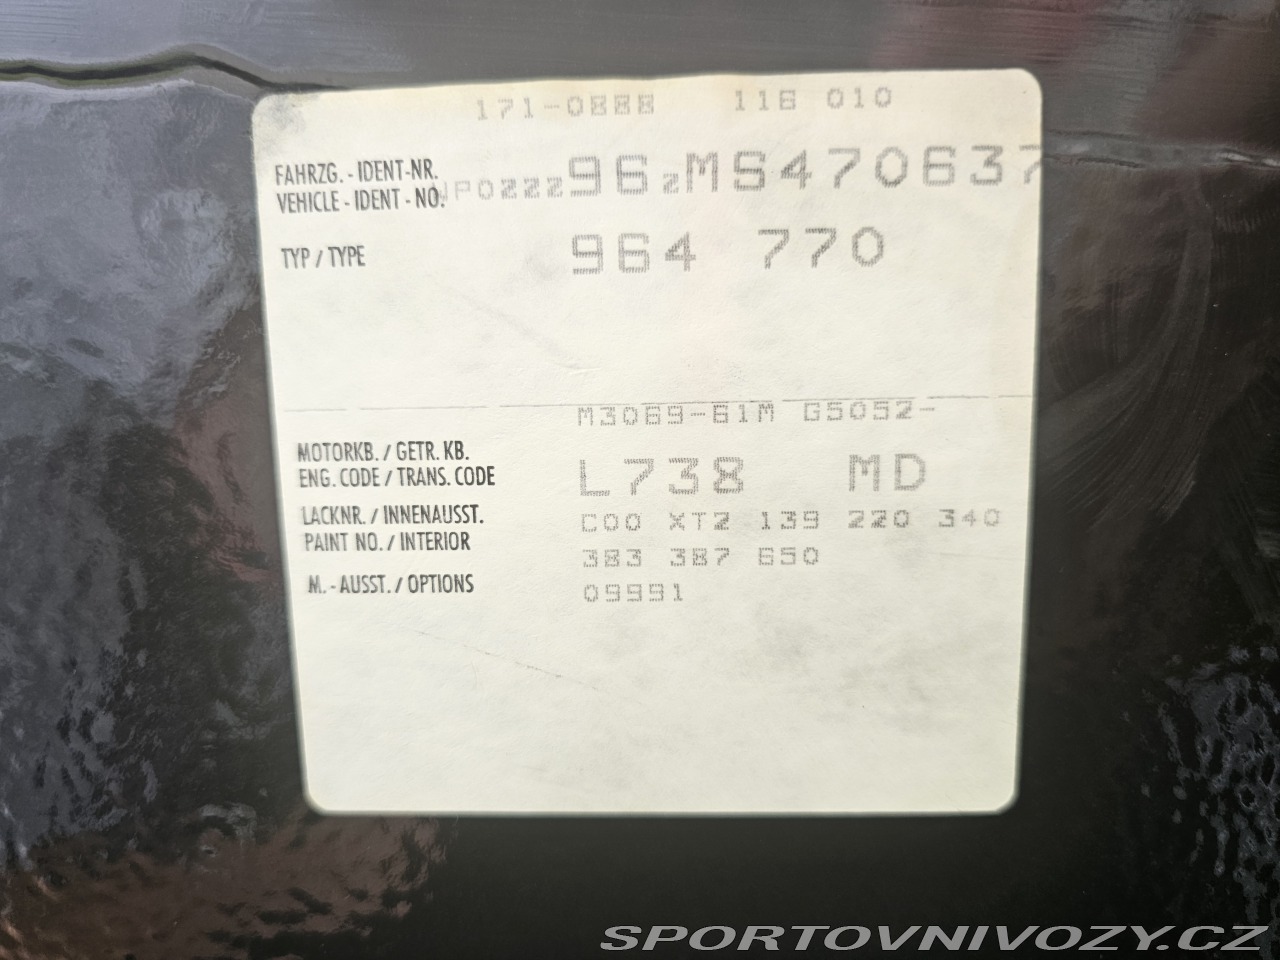 171-0888 116 010
FAHRZG. - IDENT-NR.
VEHICLE - IDENT - NO. WP0ZZZ96ZMS470637
TYP / TYPE 964 770
M3069-61M G5052-
MOTORKB. / GETR. KB.
ENG. CODE / TRANS. CODE L738 MD
LACKNR. / INNENAUSST. C00 XT2 139 220 340
PAINT NO. / INTERIOR 383 387 650
M. - AUSST. / OPTIONS 09991
SPORTOVNIVOZY.CZ